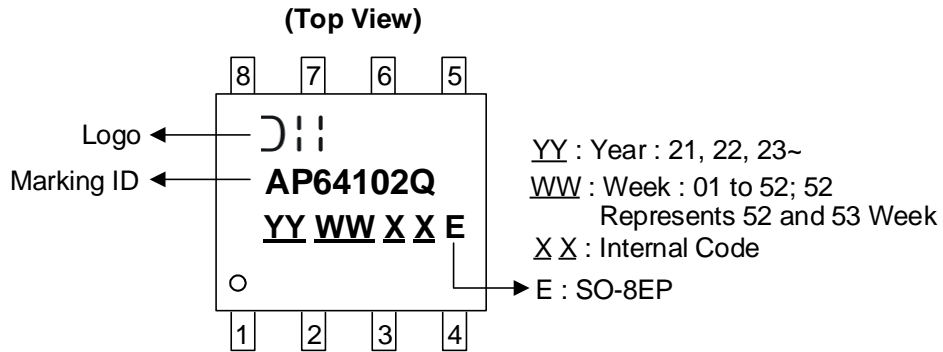 (Top View)
8 7 6 5
Logo
Marking ID
AP64102Q
YY WW X X E
YY : Year : 21, 22, 23~
WW : Week : 01 to 52; 52
Represents 52 and 53 Week
X X : Internal Code
E : SO-8EP
1 2 3 4